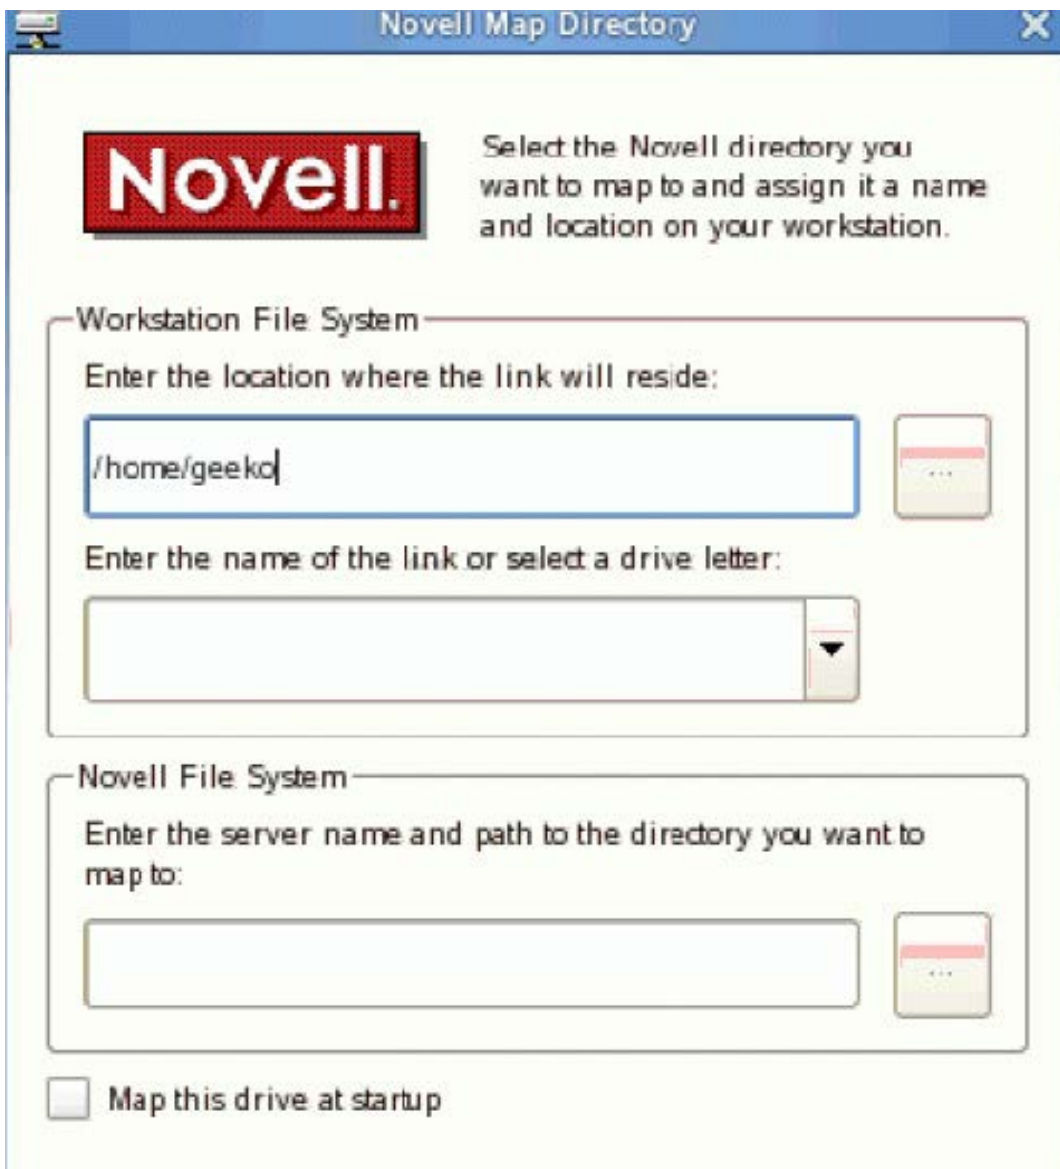 Novell Map Directory
Novell.
Select the Novell directory you
want to map to and assign it a name
and location on your workstation.
Workstation File System
Enter the location where the link will reside:
/home/geeko
...
Enter the name of the link or select a drive letter:
Novell File System
Enter the server name and path to the directory you want to
map to:
...
Map this drive at startup